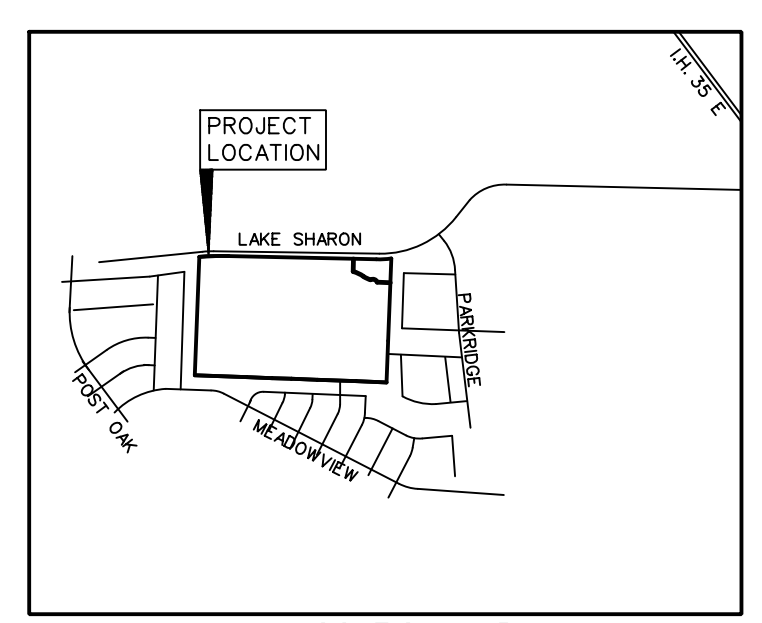 I.H. 35 E
PROJECT
LOCATION
LAKE SHARON
PARKRIDGE
POST OAK
MEADOWVIEW